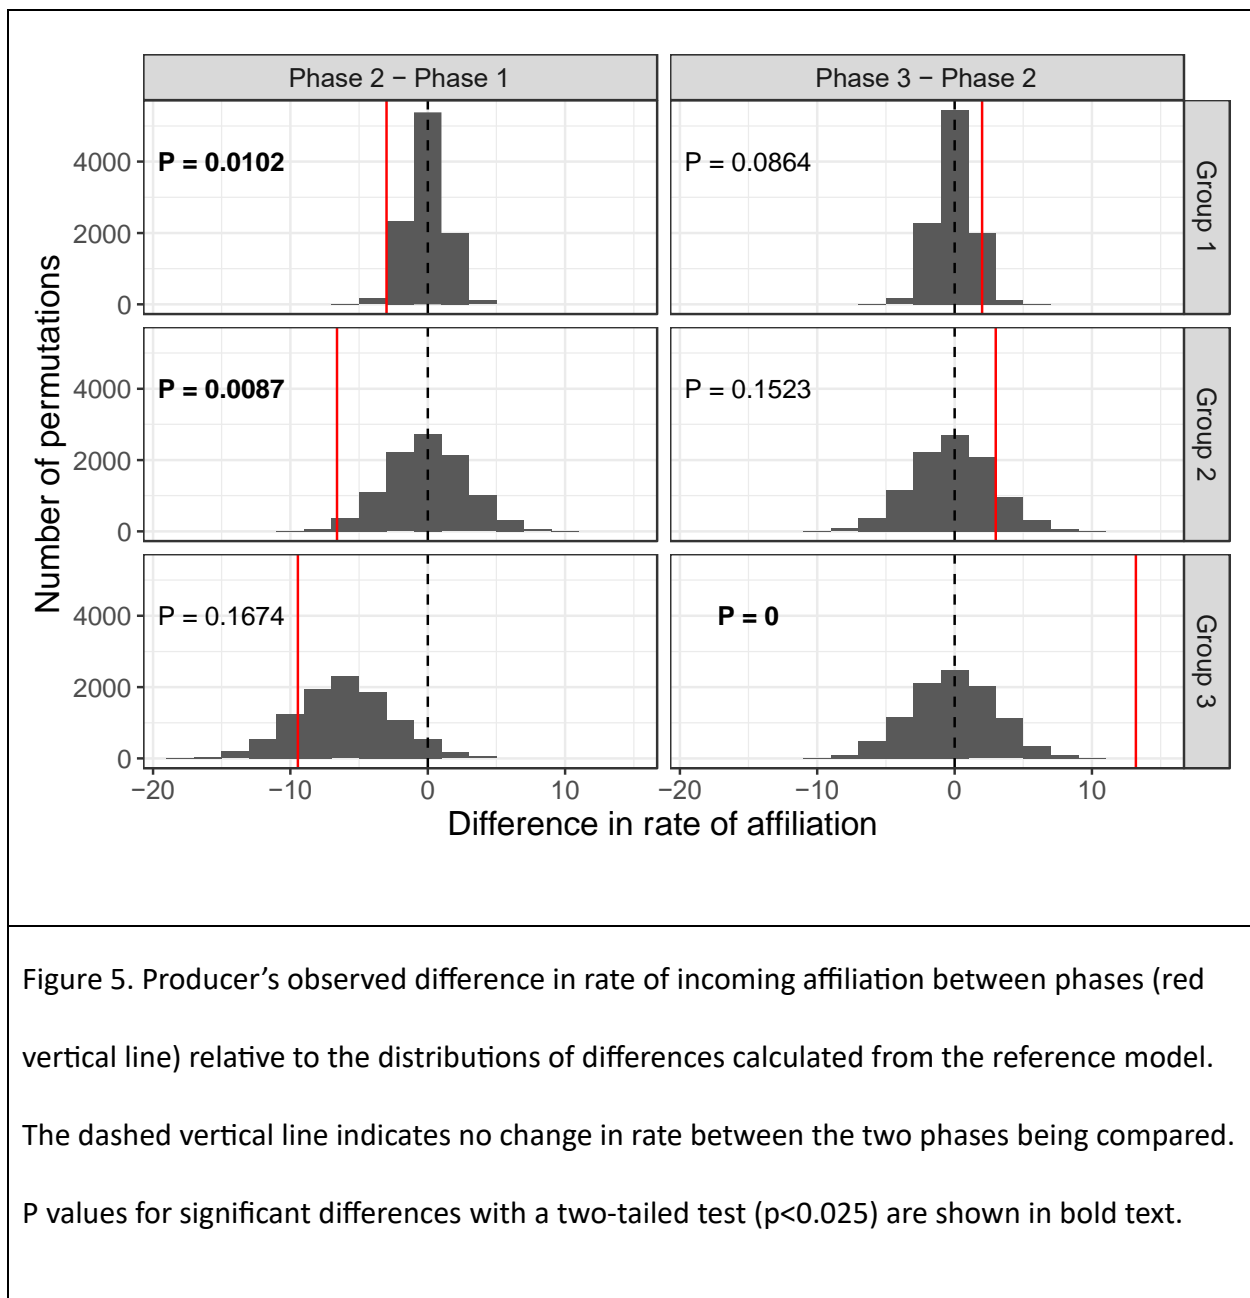 Phase 2 − Phase 1
Phase 3 − Phase 2
4000
2000
0
P = 0.0102
P = 0.0864
Group 1
4000
2000
0
P = 0.0087
P = 0.1523
Group 2
4000
2000
0
P = 0.1674
P = 0
Group 3
Number of permutations
−20 −10 0 10 −20 −10 0 10
Difference in rate of affiliation
Figure 5. Producer’s observed difference in rate of incoming affiliation between phases (red
vertical line) relative to the distributions of differences calculated from the reference model.
The dashed vertical line indicates no change in rate between the two phases being compared.
P values for significant differences with a two-tailed test (p<0.025) are shown in bold text.